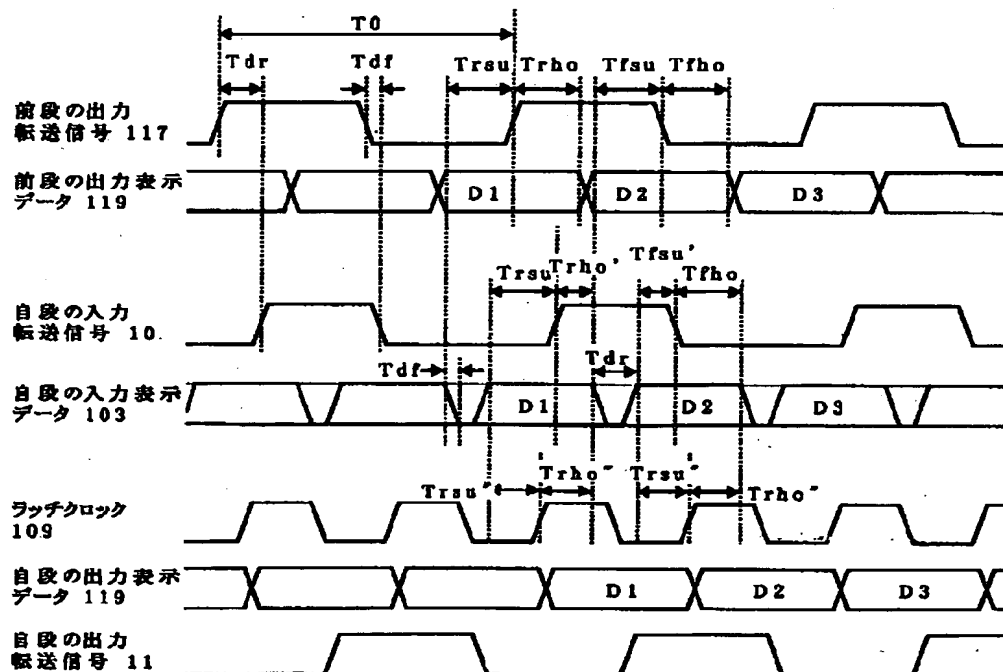 T0
Tdr Tdf Trsu Trho Tfsu Tfho
前段の出力
転送信号 117
前段の出力表示
データ 119
D1 D2 D3
Tfsu'
Trsu Trho' Tfho
自段の入力
転送信号 10.
Tdf Tdr
自段の入力表示
データ 103
D1 D2 D3
Trsu" Trho" Trsu" Trho"
ラッチクロック
109
自段の出力表示
データ 119
D1 D2 D3
自段の出力
転送信号 11